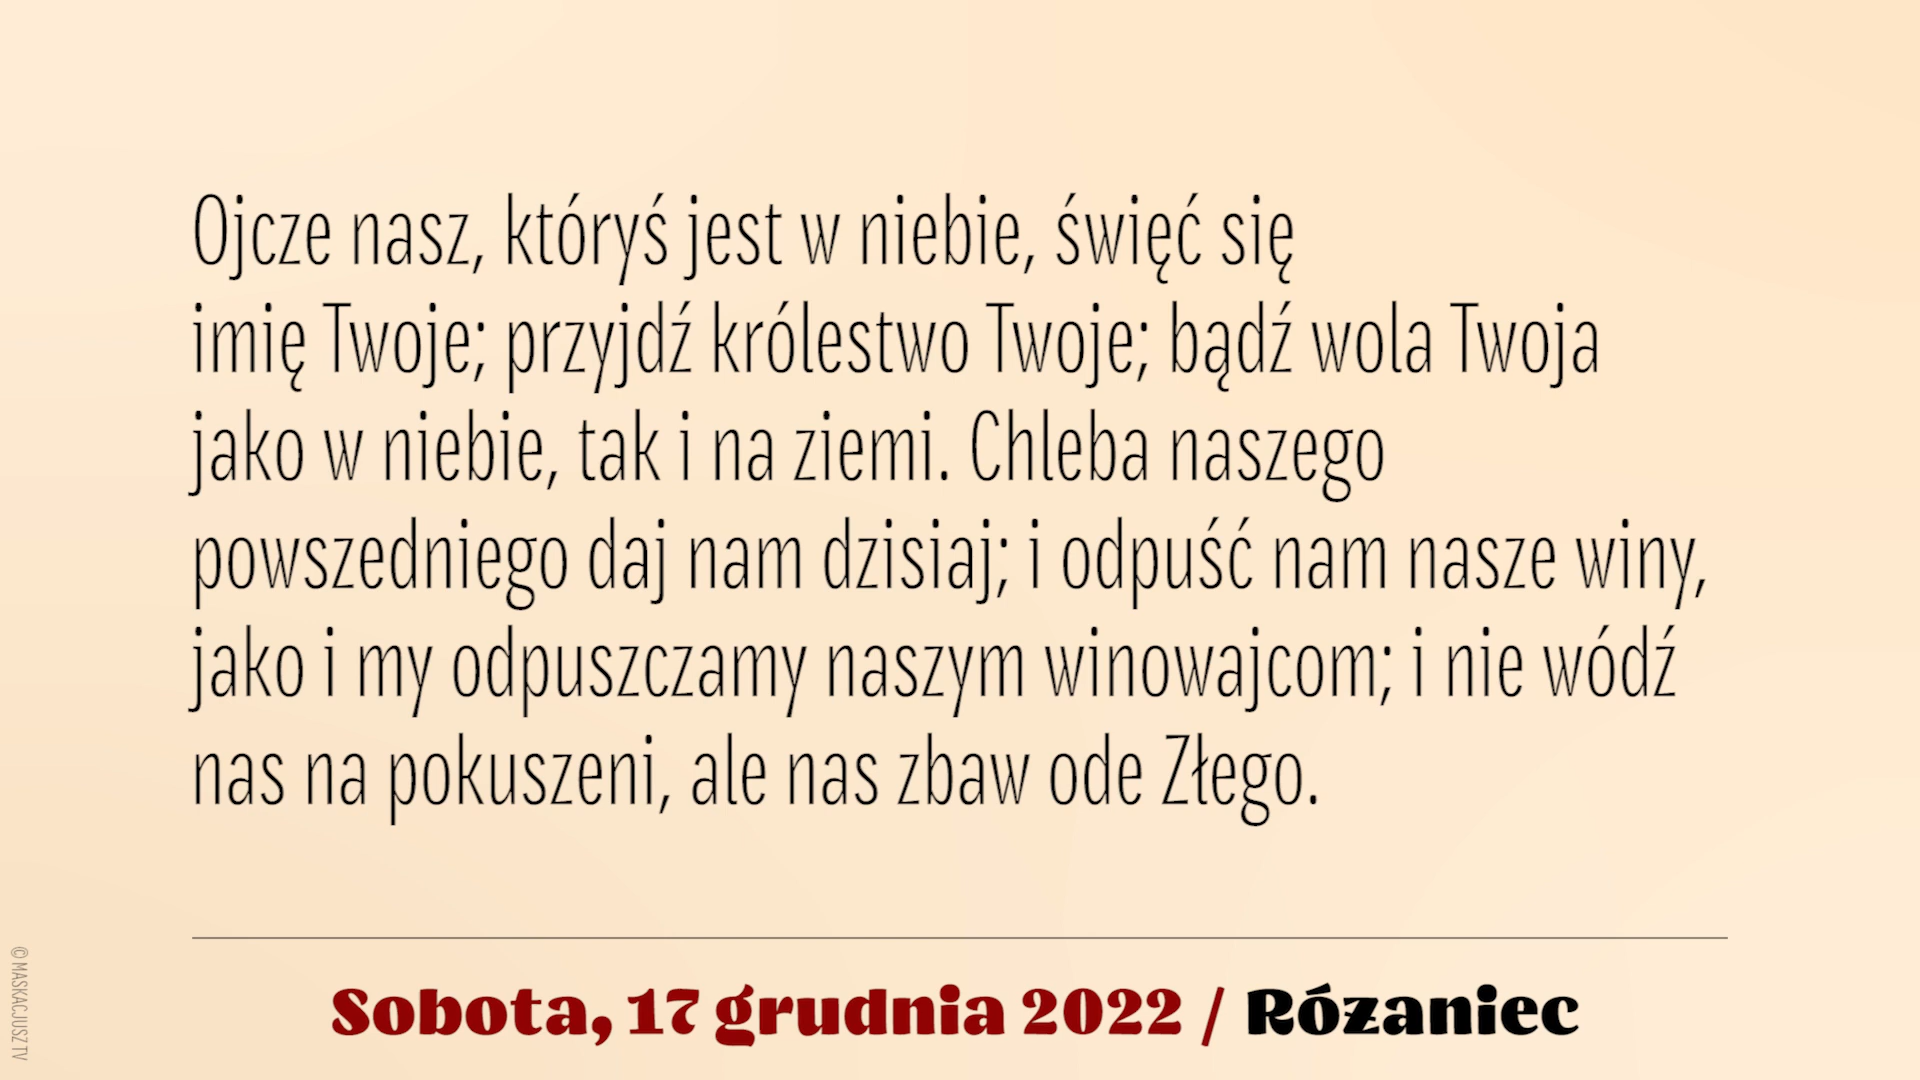 Ojcze nasz, któryś jest w niebie, święć się
imię Twoje; przyjdź królestwo Twoje; bądź wola Twoja
jako w niebie, tak i na ziemi. Chleba naszego
powszedniego daj nam dzisiaj; i odpuść nam nasze winy,
jako i my odpuszczamy naszym winowajcom; i nie wódź
nas na pokuszeni, ale nas zbaw ode Złego.
Sobota, 17 grudnia 2022 / Różaniec
© MASKACJUSZ TV